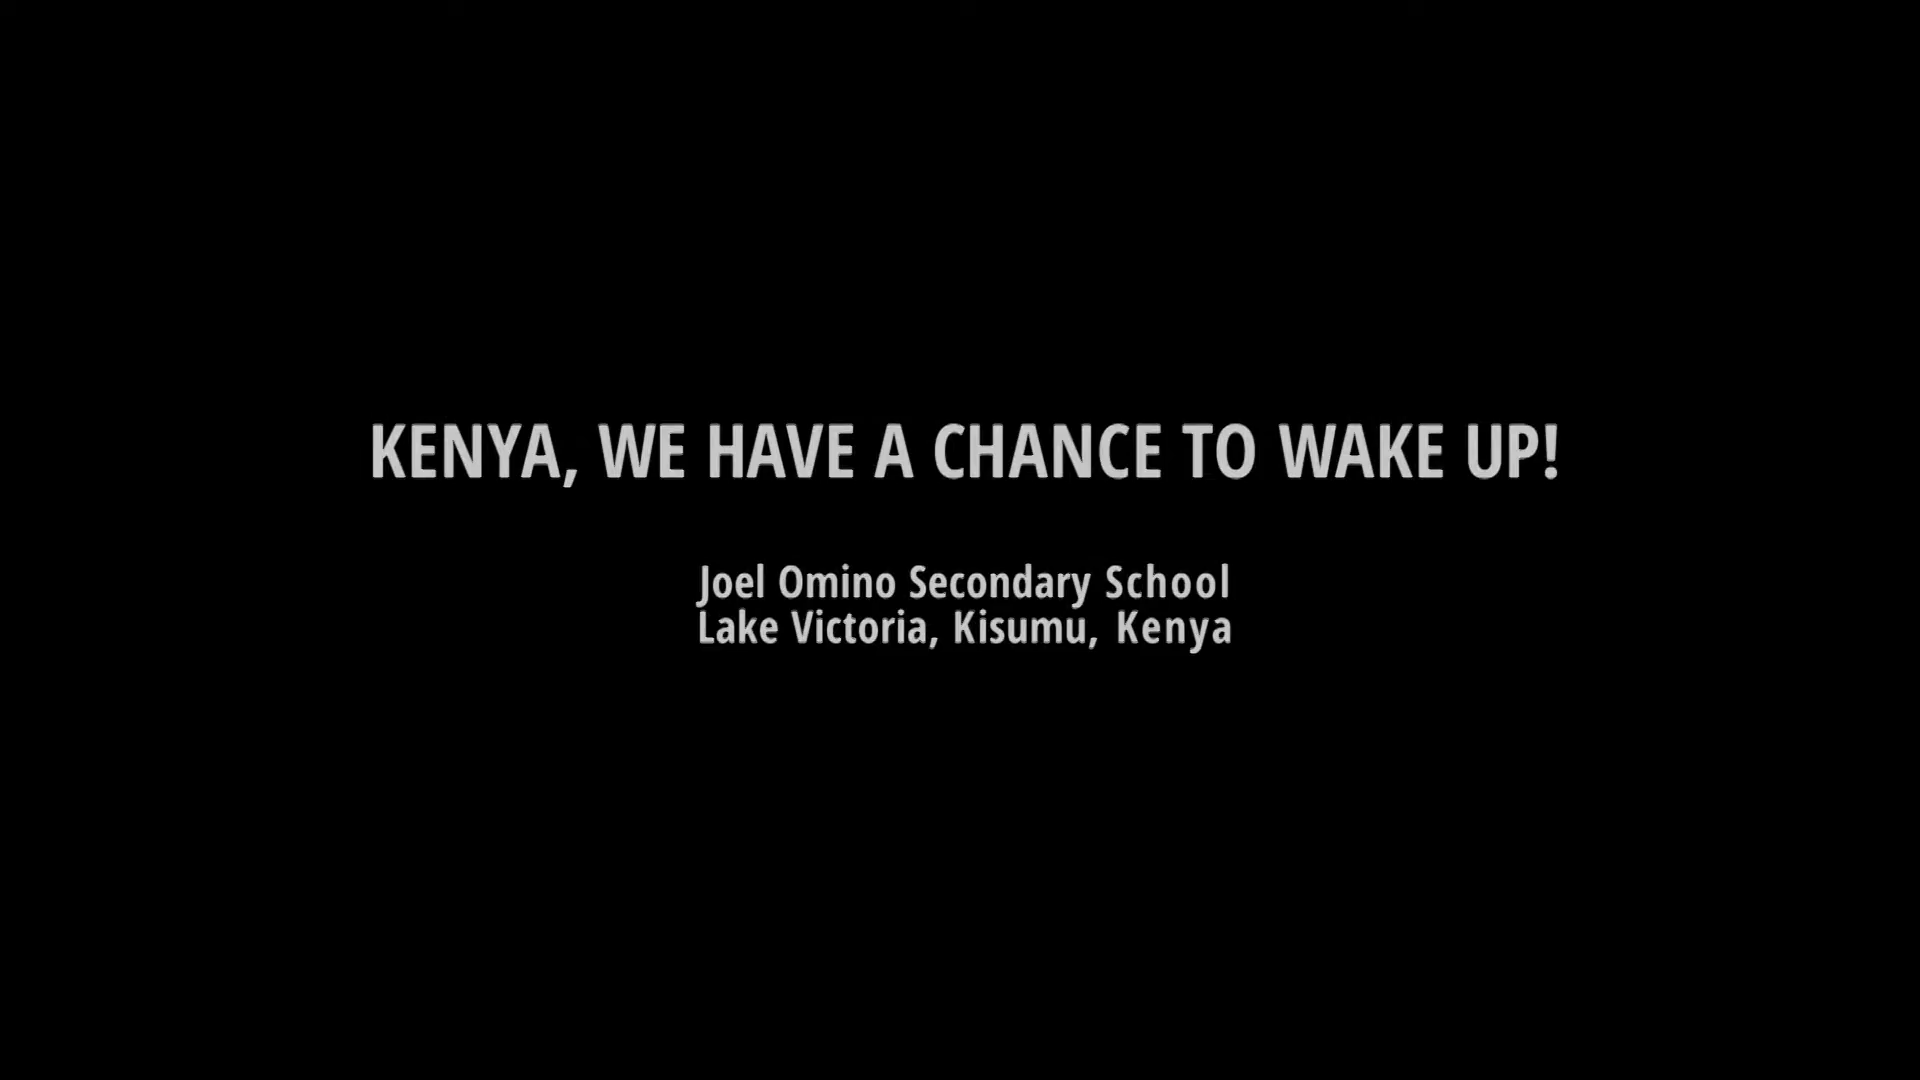 KENYA, WE HAVE A CHANCE TO WAKE UP!
Joel Omino Secondary School
Lake Victoria, Kisumu, Kenya